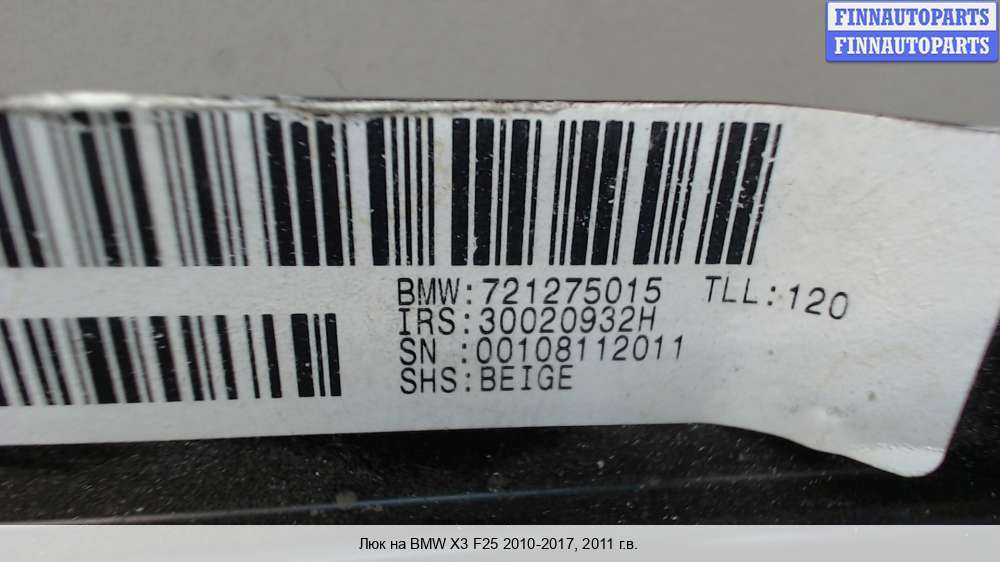 FINNAUTOPARTS
FINNAUTOPARTS
BMW:721275015 TLL:120
IRS:30020932H
SN :00108112011
SHS:BEIGE
Люк на BMW X3 F25 2010-2017, 2011 г.в.